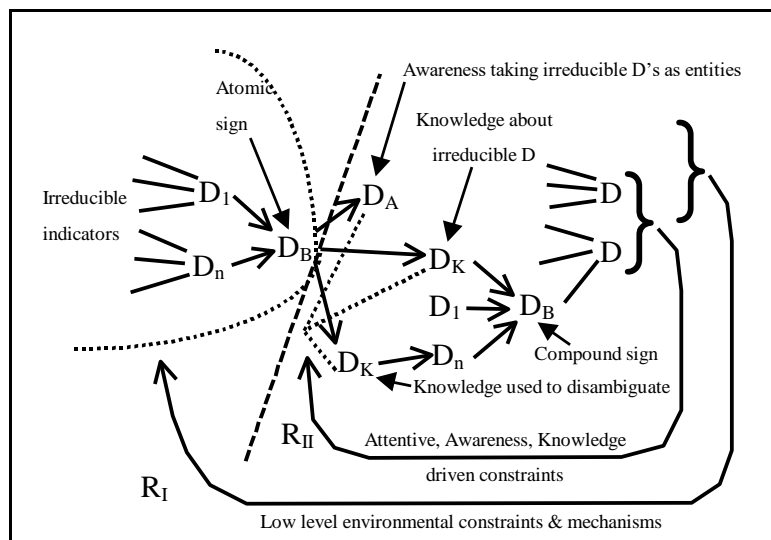 Awareness taking irreducible D's as entities
Atomic
sign
Knowledge about
irreducible D
Irreducible
indicators
D1
Dn
DB
DA
DK
D
D
D1
DB
DK
Dn
Compound sign
Knowledge used to disambiguate
RII
Attentive, Awareness, Knowledge
driven constraints
RI
Low level environmental constraints & mechanisms